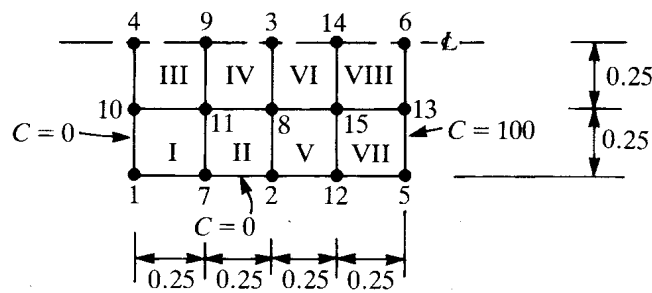 4 9 3 14 6 ℄
III IV VI VIII
0.25
10 11 8 15 13
C = 0 C = 100
I II V VII
0.25
1 7 2 12 5
C = 0
0.25 0.25 0.25 0.25